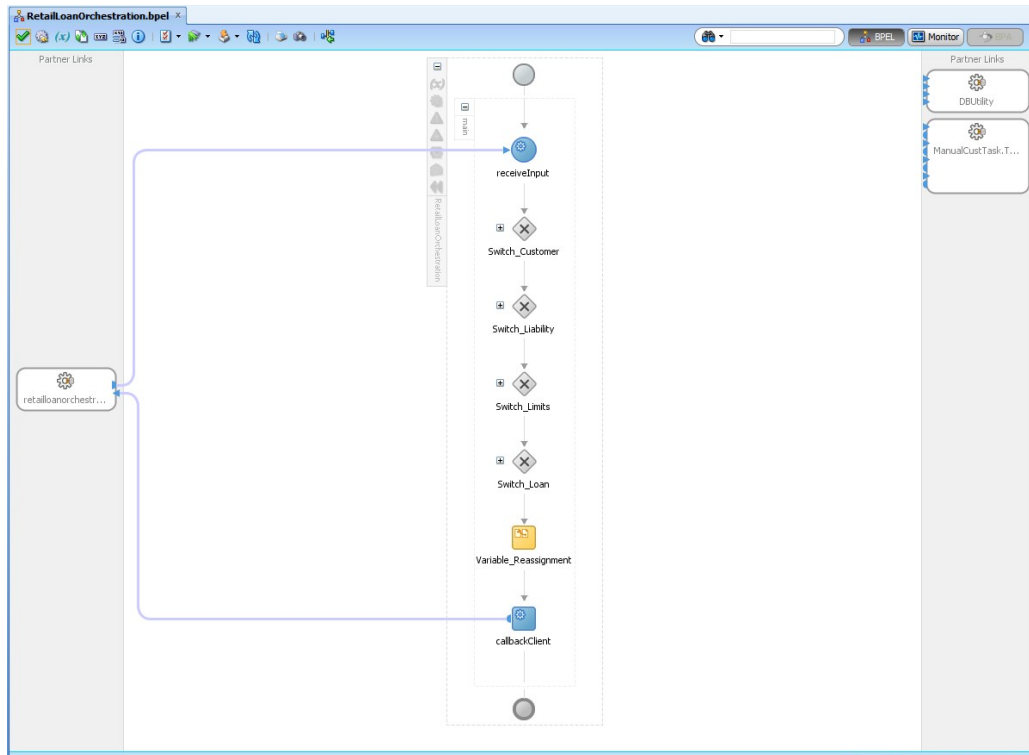 RetailLoanOrchestration.bpel
(x)
BPEL
Monitor
BPA
Partner Links
Partner Links
DBUtility
ManualCustTask.T...
(x)
main
RetailLoanOrchestration
receiveInput
Switch_Customer
Switch_Liability
retailloanorchestr...
Switch_Limits
Switch_Loan
Variable_Reassignment
callbackClient